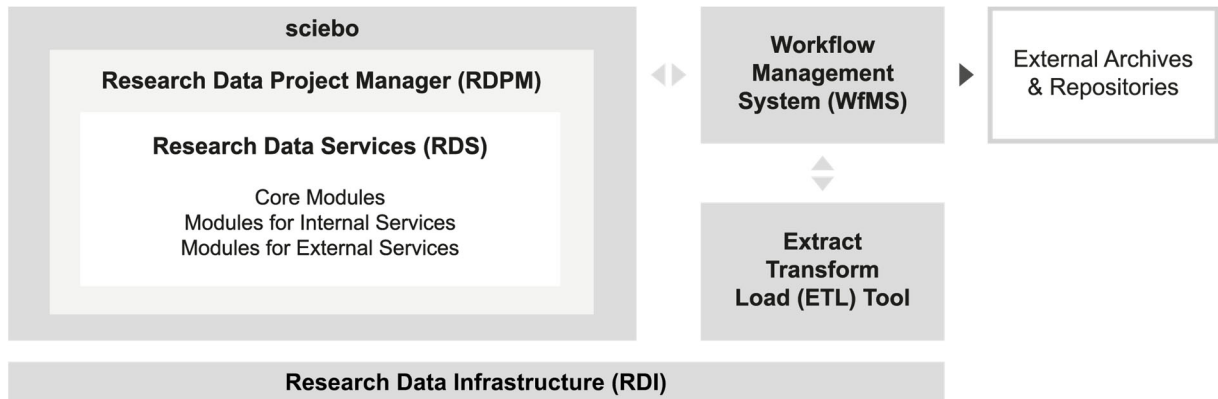 sciebo
Research Data Project Manager (RDPM)
Research Data Services (RDS)
Core Modules
Modules for Internal Services
Modules for External Services
Workflow
Management
System (WfMS)
External Archives
& Repositories
Extract
Transform
Load (ETL) Tool
Research Data Infrastructure (RDI)